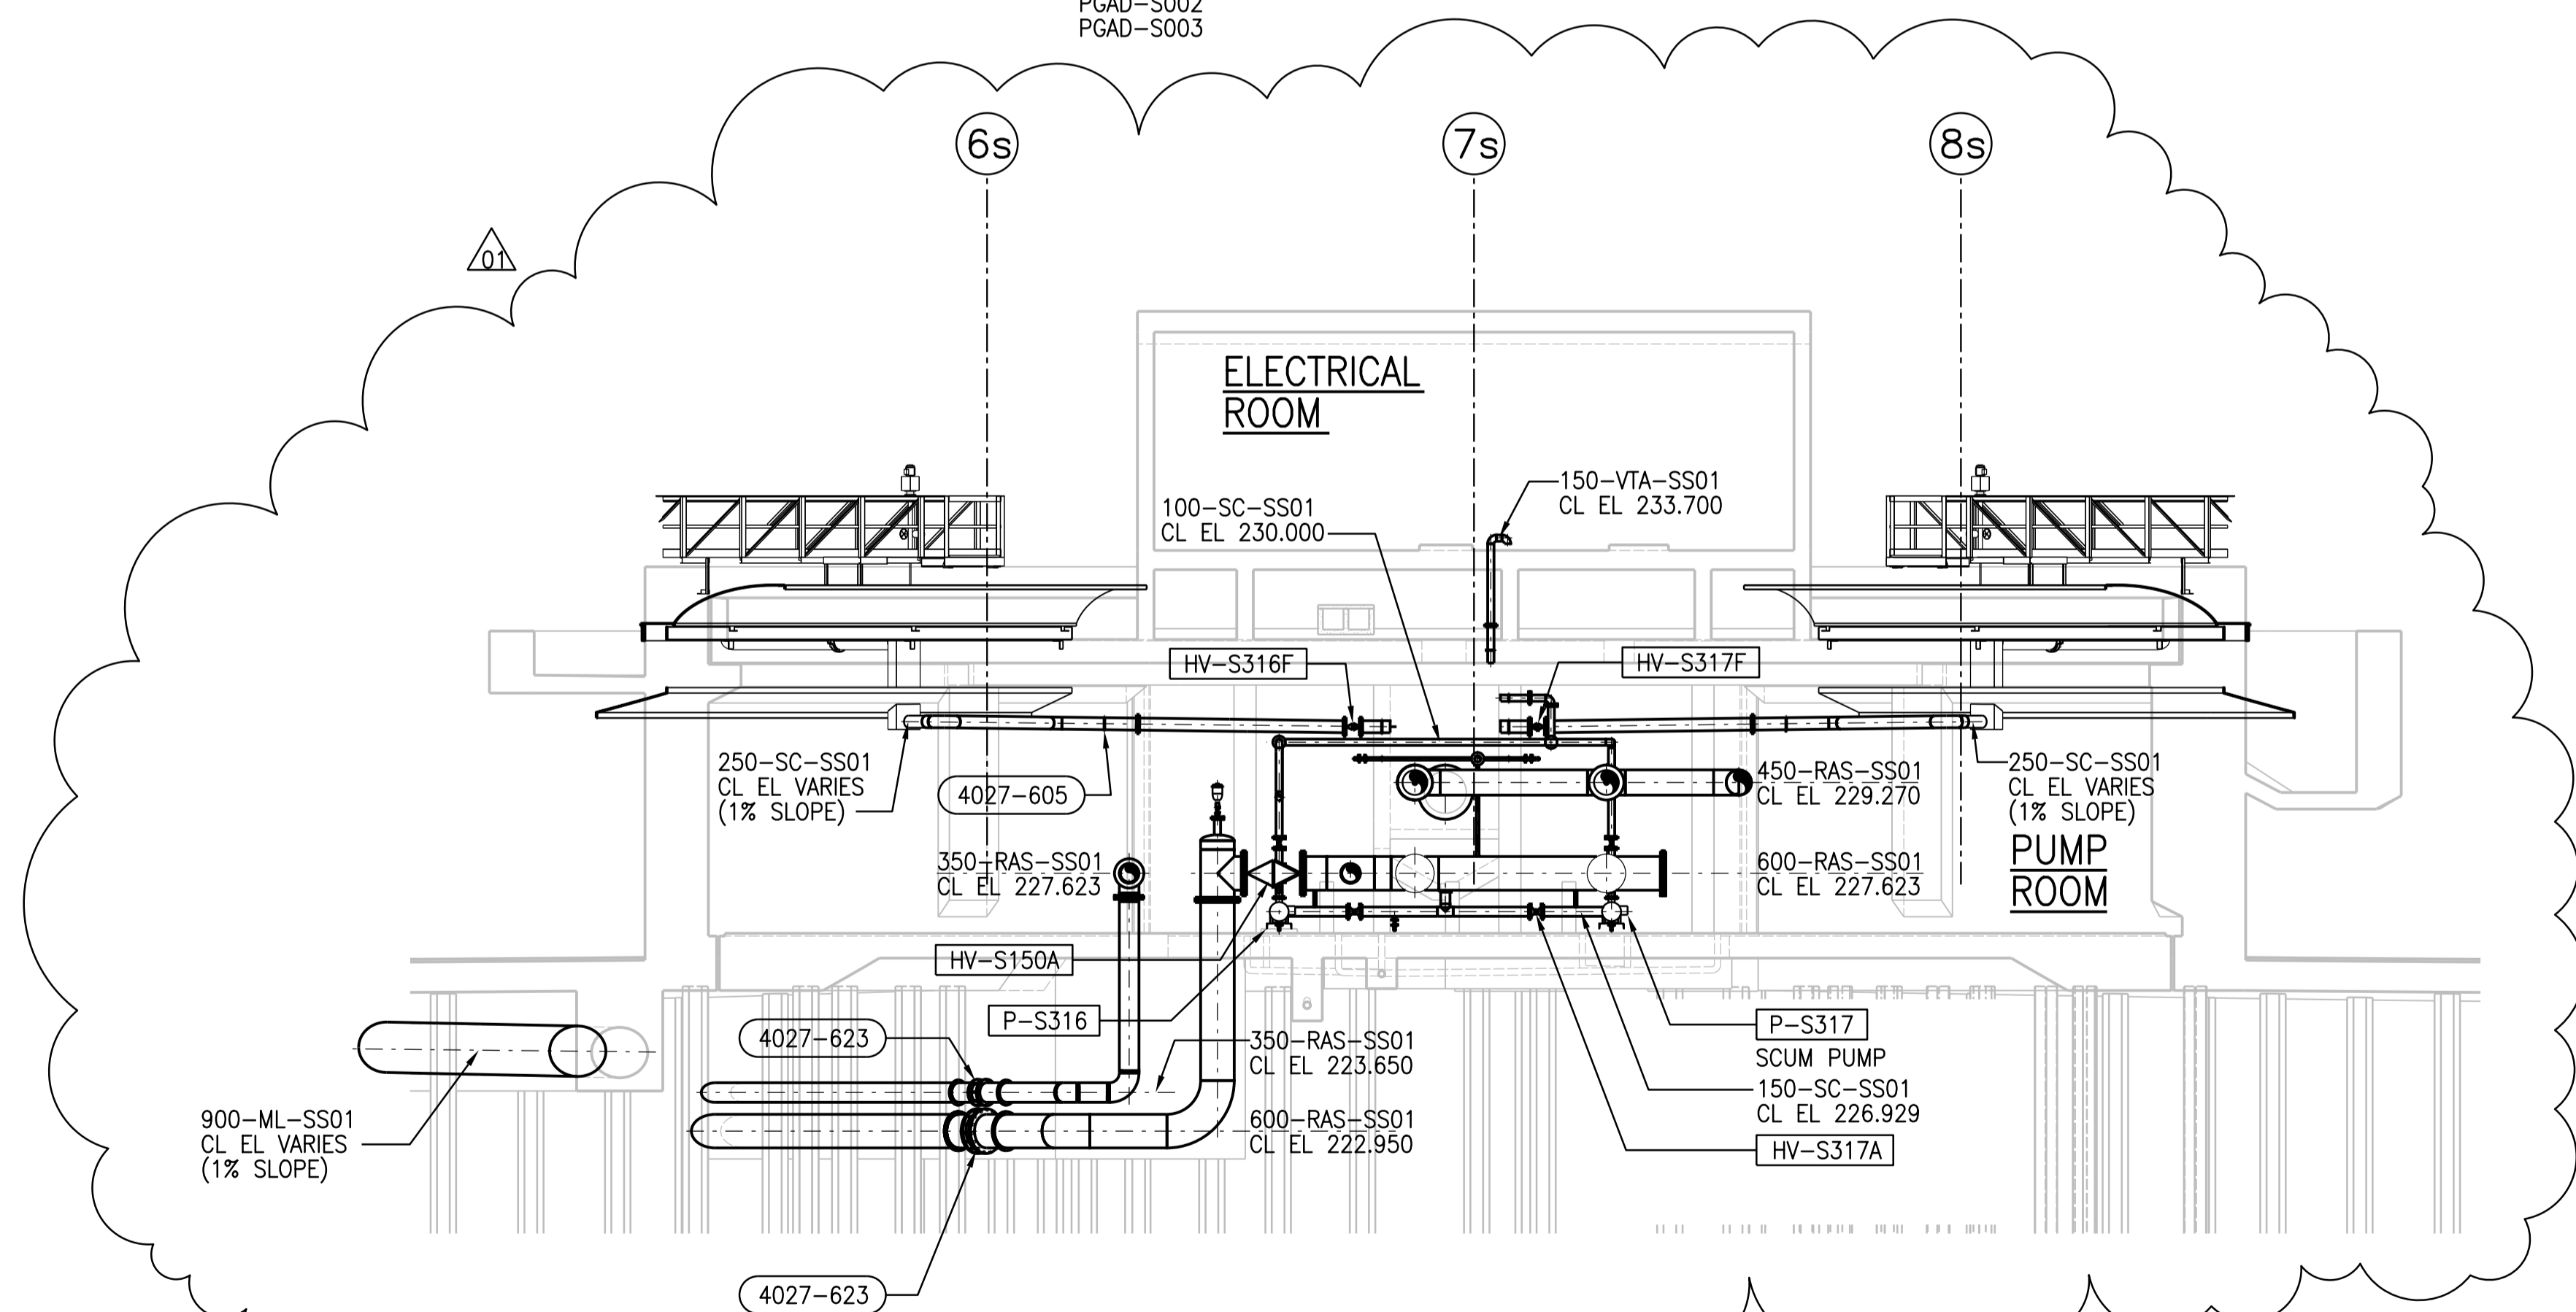 PGAD-S002
PGAD-S003
6s
7s
8s
01
ELECTRICAL
ROOM
150-VTA-SS01
CL EL 233.700
100-SC-SS01
CL EL 230.000
HV-S316F
HV-S317F
250-SC-SS01
CL EL VARIES
(1% SLOPE)
4027-605
450-RAS-SS01
CL EL 229.270
250-SC-SS01
CL EL VARIES
(1% SLOPE)
PUMP
ROOM
350-RAS-SS01
CL EL 227.623
600-RAS-SS01
CL EL 227.623
HV-S150A
P-S316
4027-623
350-RAS-SS01
CL EL 223.650
P-S317
SCUM PUMP
150-SC-SS01
CL EL 226.929
900-ML-SS01
CL EL VARIES
(1% SLOPE)
600-RAS-SS01
CL EL 222.950
HV-S317A
4027-623